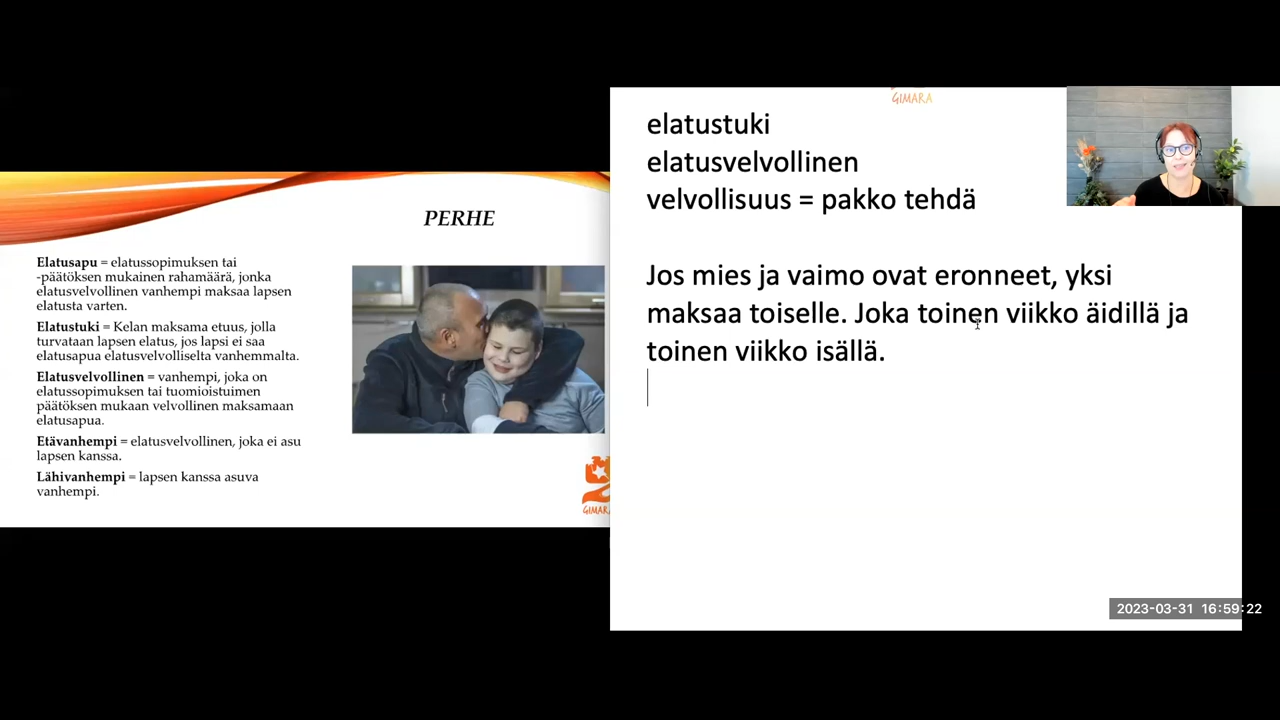 PERHE
Elatusapu = elatussopimuksen tai
-päätöksen mukainen rahamäärä, jonka
elatusvelvollinen vanhempi maksaa lapsen
elatusta varten.
Elatustuki = Kelan maksama etuus, jolla
turvataan lapsen elatus, jos lapsi ei saa
elatusapua elatusvelvolliselta vanhemmalta.
Elatusvelvollinen = vanhempi, joka on
elatussopimuksen tai tuomioistuimen
päätöksen mukaan velvollinen maksamaan
elatusapua.
Etävanhempi = elatusvelvollinen, joka ei asu
lapsen kanssa.
Lähivanhempi = lapsen kanssa asuva
vanhempi.
GIMARA
elatustuki
elatusvelvollinen
velvollisuus = pakko tehdä
Jos mies ja vaimo ovat eronneet, yksi
maksaa toiselle. Joka toinen viikko äidillä ja
toinen viikko isällä.
2023-03-31 16:59:22